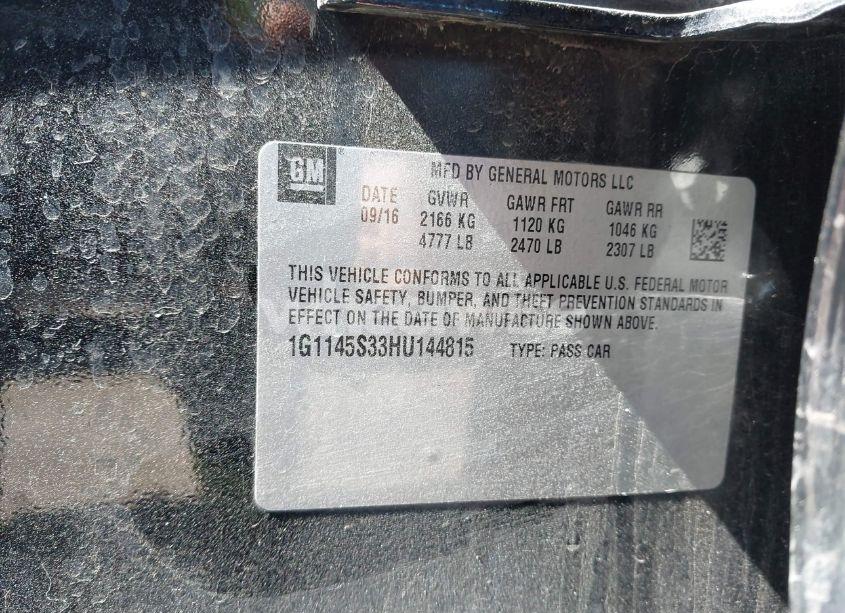 GM ®
MFD BY GENERAL MOTORS LLC
DATE GVWR GAWR FRT GAWR RR
09/16 2166 KG 1120 KG 1046 KG
4777 LB 2470 LB 2307 LB
THIS VEHICLE CONFORMS TO ALL APPLICABLE U.S. FEDERAL MOTOR
VEHICLE SAFETY, BUMPER, AND THEFT PREVENTION STANDARDS IN
EFFECT ON THE DATE OF MANUFACTURE SHOWN ABOVE.
1G1145S33HU144815 TYPE: PASS CAR